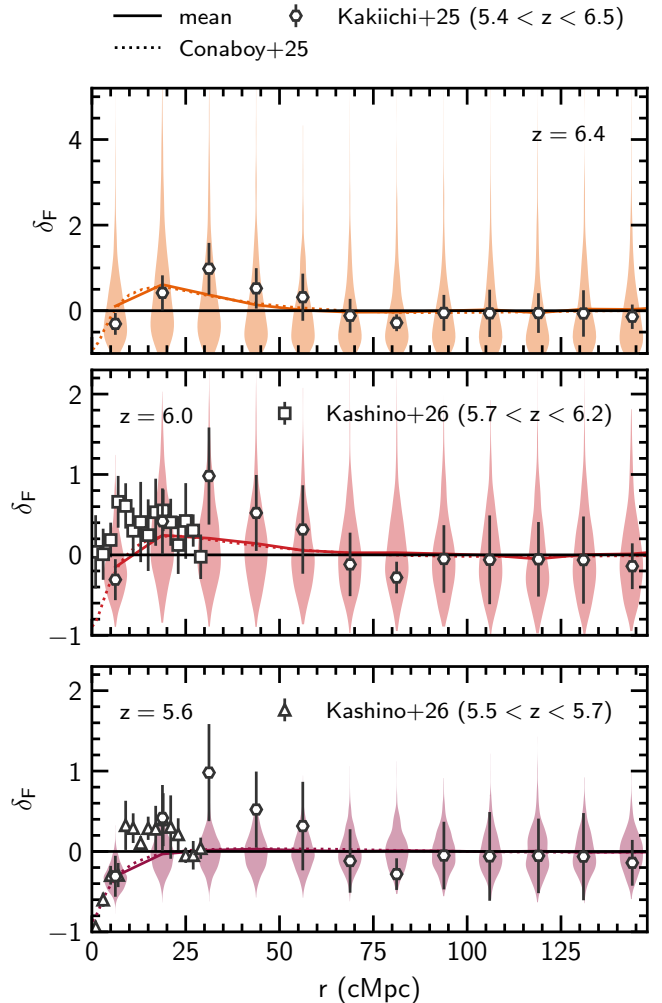 mean
Kakiichi+25 (5.4 < z < 6.5)
Conaboy+25
z = 6.4
4
2
0
δF
z = 6.0
Kashino+26 (5.7 < z < 6.2)
2
1
0
−1
δF
z = 5.6
Kashino+26 (5.5 < z < 5.7)
2
1
0
−1
δF
0 25 50 75 100 125
r (cMpc)